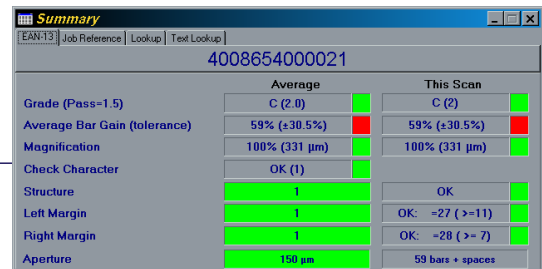 Summary
EAN-13 Job Reference Lookup Text Lookup
4008654000021
Average This Scan
Grade (Pass=1.5) C (2.0) C (2)
Average Bar Gain (tolerance) 59% (±30.5%) 59% (±30.5%)
Magnification 100% (331 µm) 100% (331 µm)
Check Character OK (1)
Structure 1 OK
Left Margin 1 OK: =27 ( >=11)
Right Margin 1 OK: =28 ( >= 7)
Aperture 150 µm 59 bars + spaces